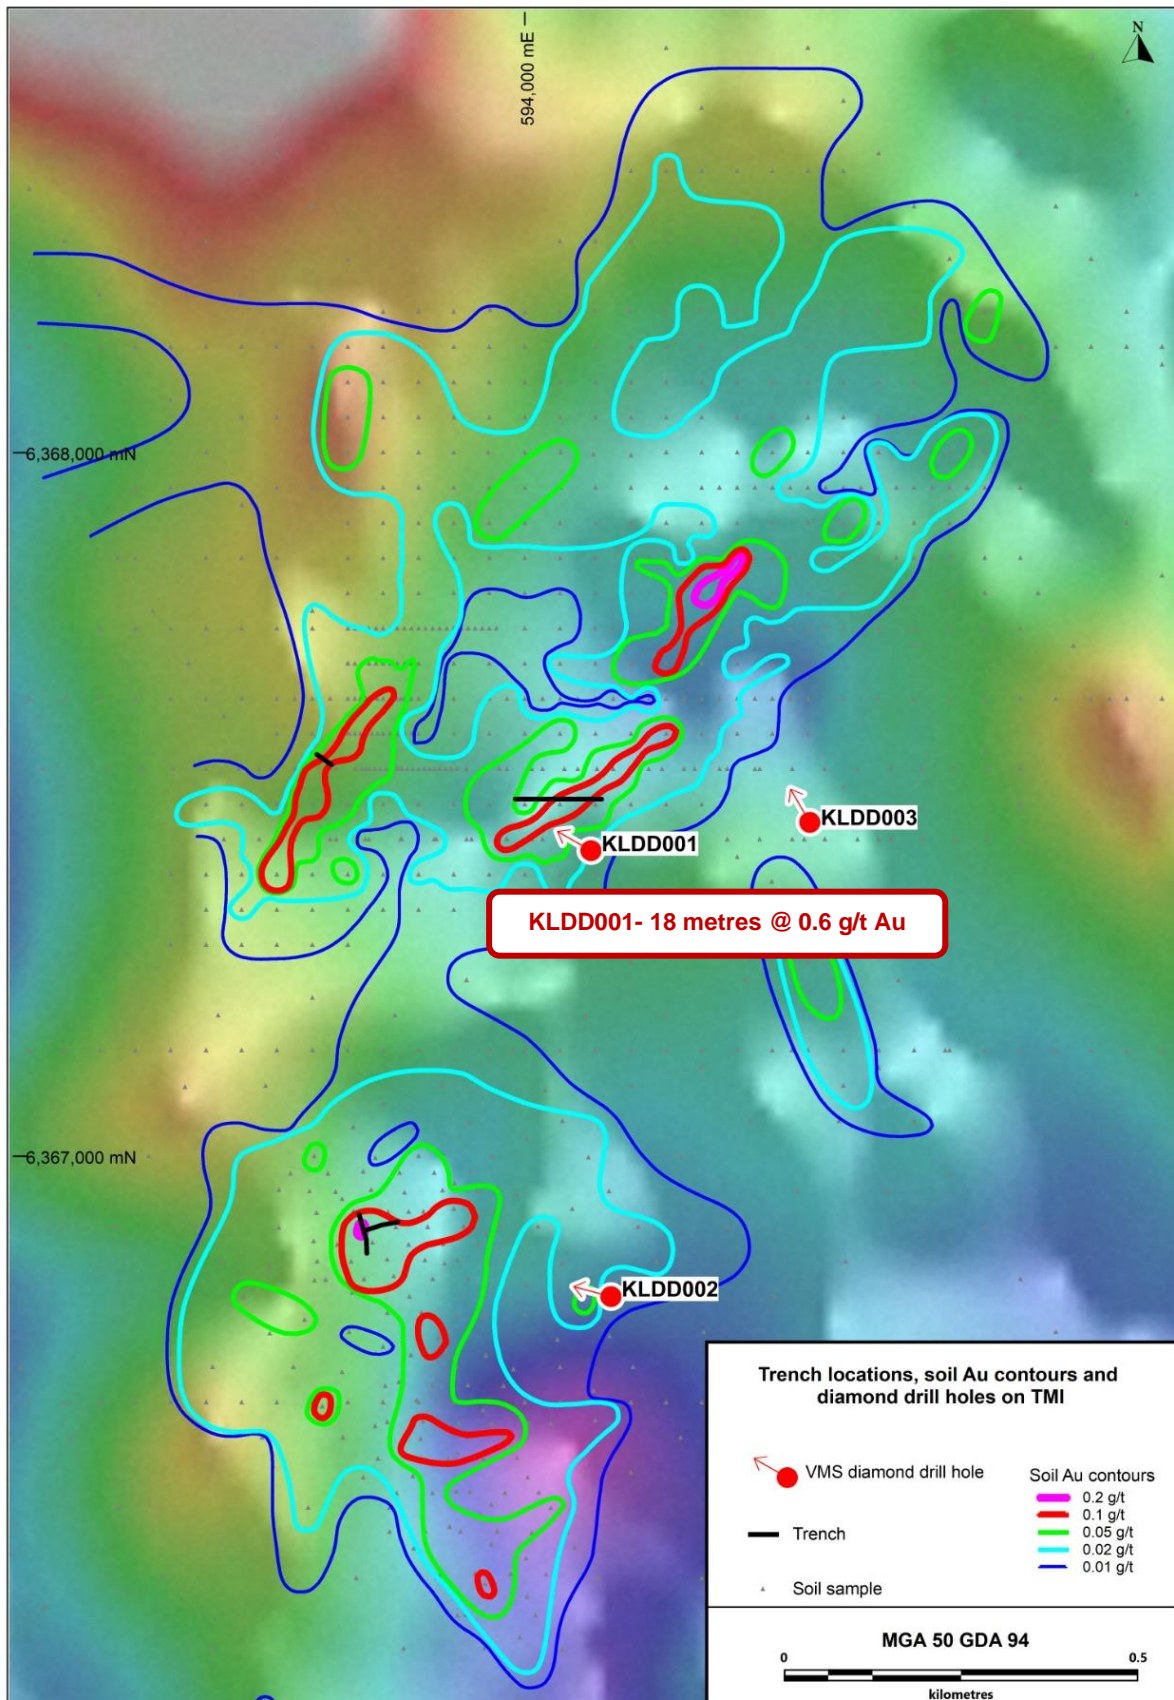 N
594,000 mE
6,368,000 mN
KLDD003
KLDD001
KLDD001- 18 metres @ 0.6 g/t Au
6,367,000 mN
KLDD002
Trench locations, soil Au contours and
diamond drill holes on TMI
VMS diamond drill hole
Trench
Soil sample
Soil Au contours
0.2 g/t
0.1 g/t
0.05 g/t
0.02 g/t
0.01 g/t
MGA 50 GDA 94
0 0.5
kilometres